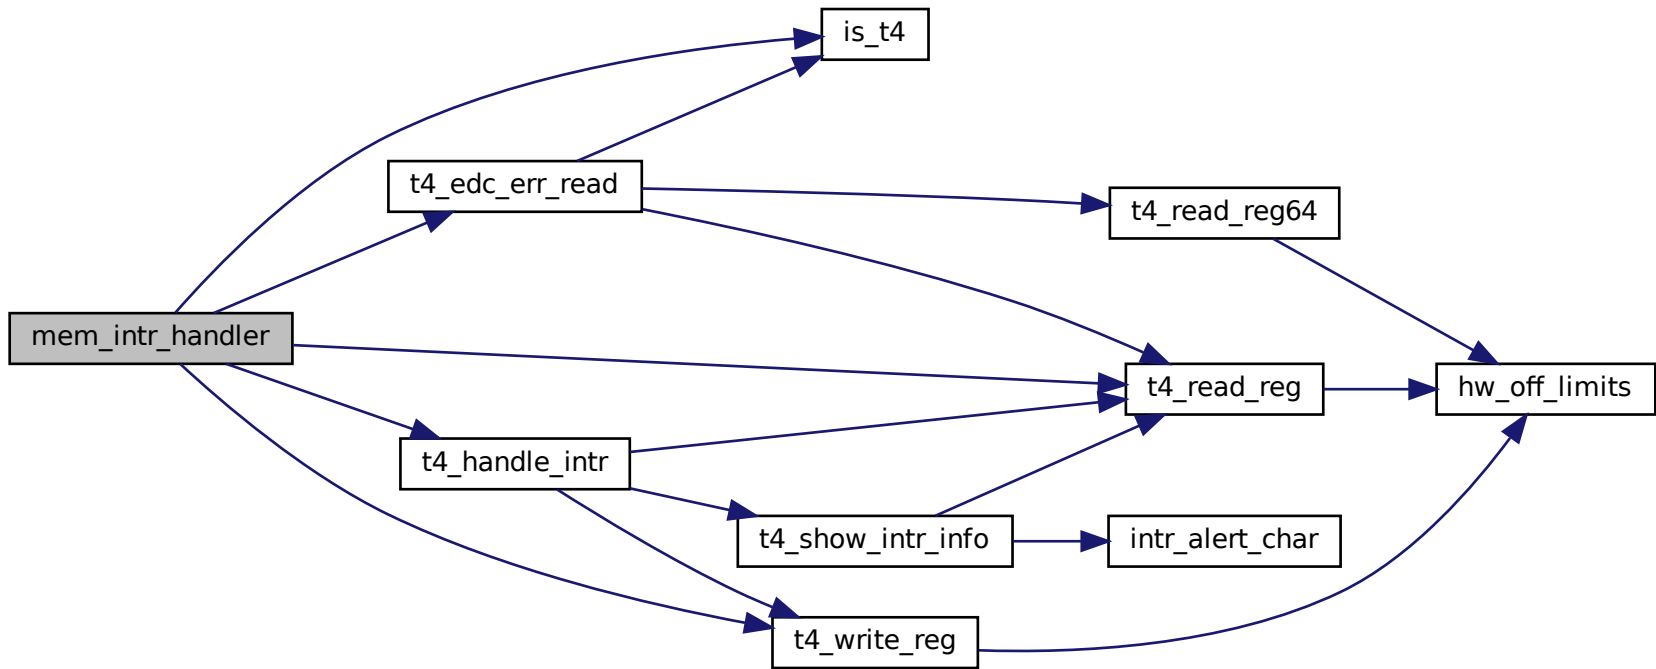 is_t4
t4_edc_err_read
t4_read_reg64
mem_intr_handler
t4_read_reg
hw_off_limits
t4_handle_intr
t4_show_intr_info
intr_alert_char
t4_write_reg